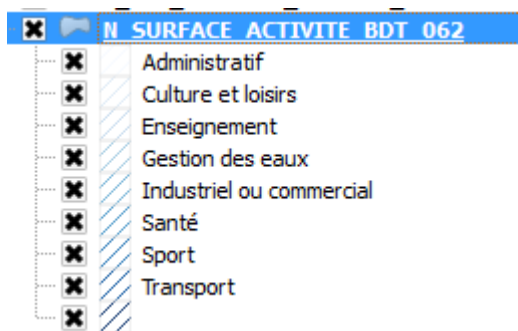 N_SURFACE_ACTIVITE_BDT_062
Administratif
Culture et loisirs
Enseignement
Gestion des eaux
Industriel ou commercial
Santé
Sport
Transport